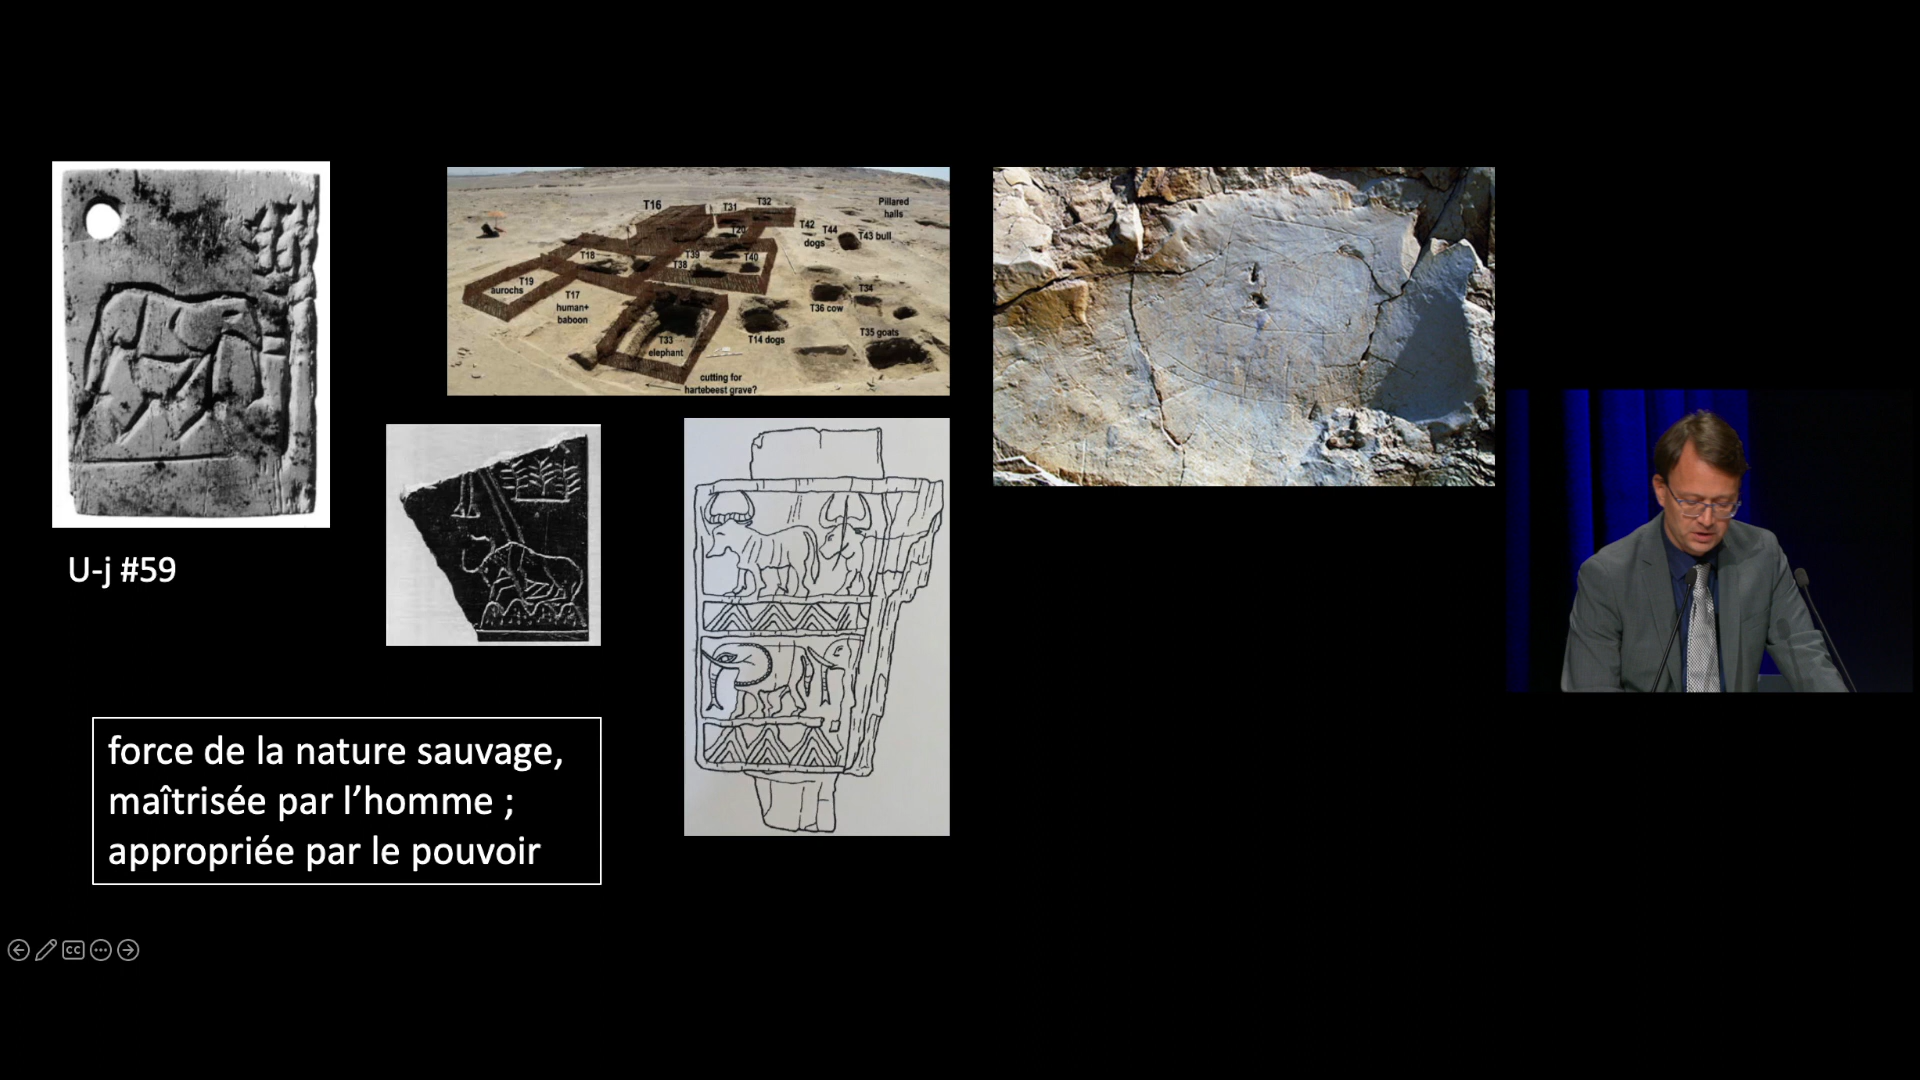 T16
T31
T32
Pillared
halls
T42
T44
dogs
T43 bull
T20
T18
T39
T38
T40
T19
aurochs
T17
human+
baboon
T34
T36 cow
T33
elephant
T14 dogs
T35 goats
cutting for
hartebeest grave?
U-j #59
force de la nature sauvage,
maîtrisée par l’homme ;
appropriée par le pouvoir
CC